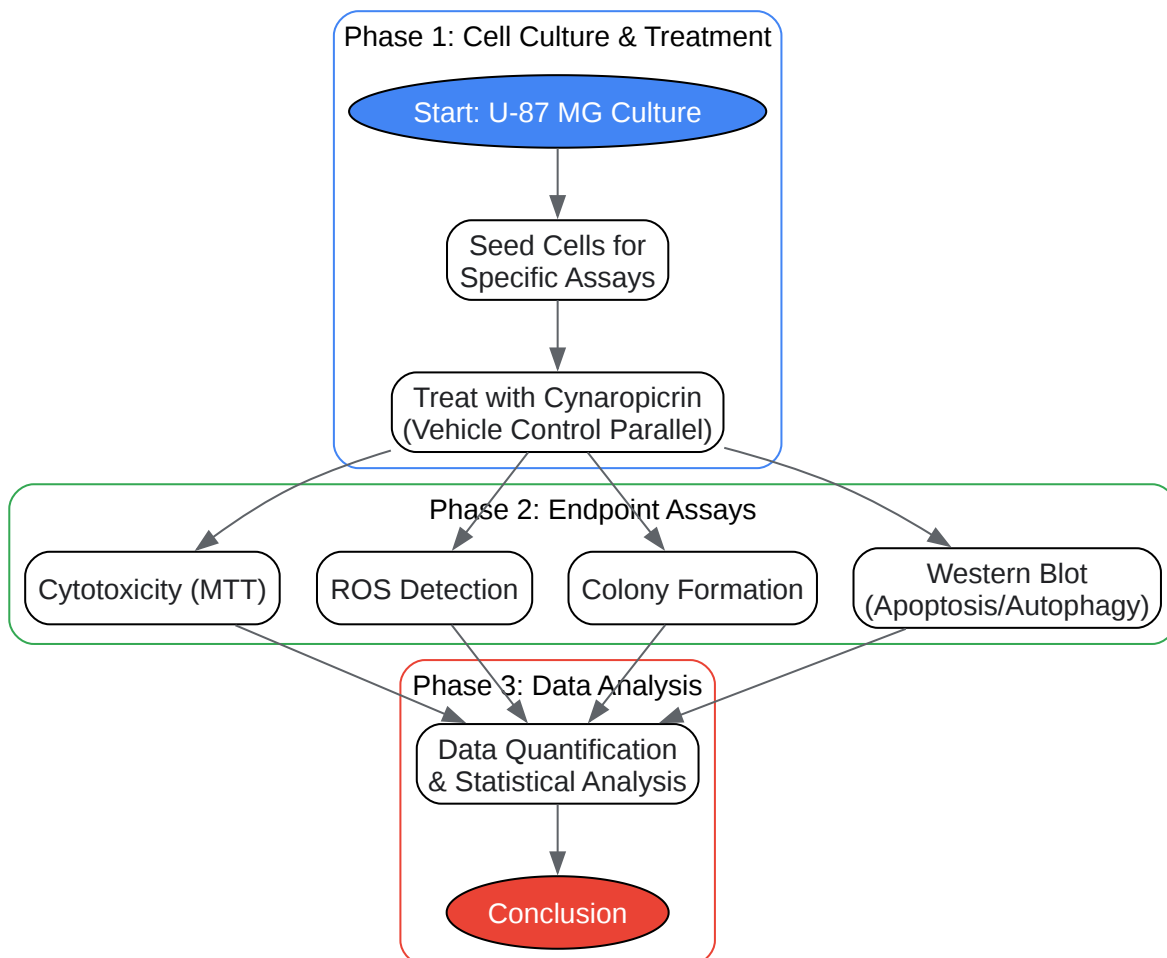 Phase 1: Cell Culture & Treatment
Start: U-87 MG Culture
Seed Cells for
Specific Assays
Treat with Cynaropicrin
(Vehicle Control Parallel)
Phase 2: Endpoint Assays
Cytotoxicity (MTT)
ROS Detection
Colony Formation
Western Blot
(Apoptosis/Autophagy)
Phase 3: Data Analysis
Data Quantification
& Statistical Analysis
Conclusion